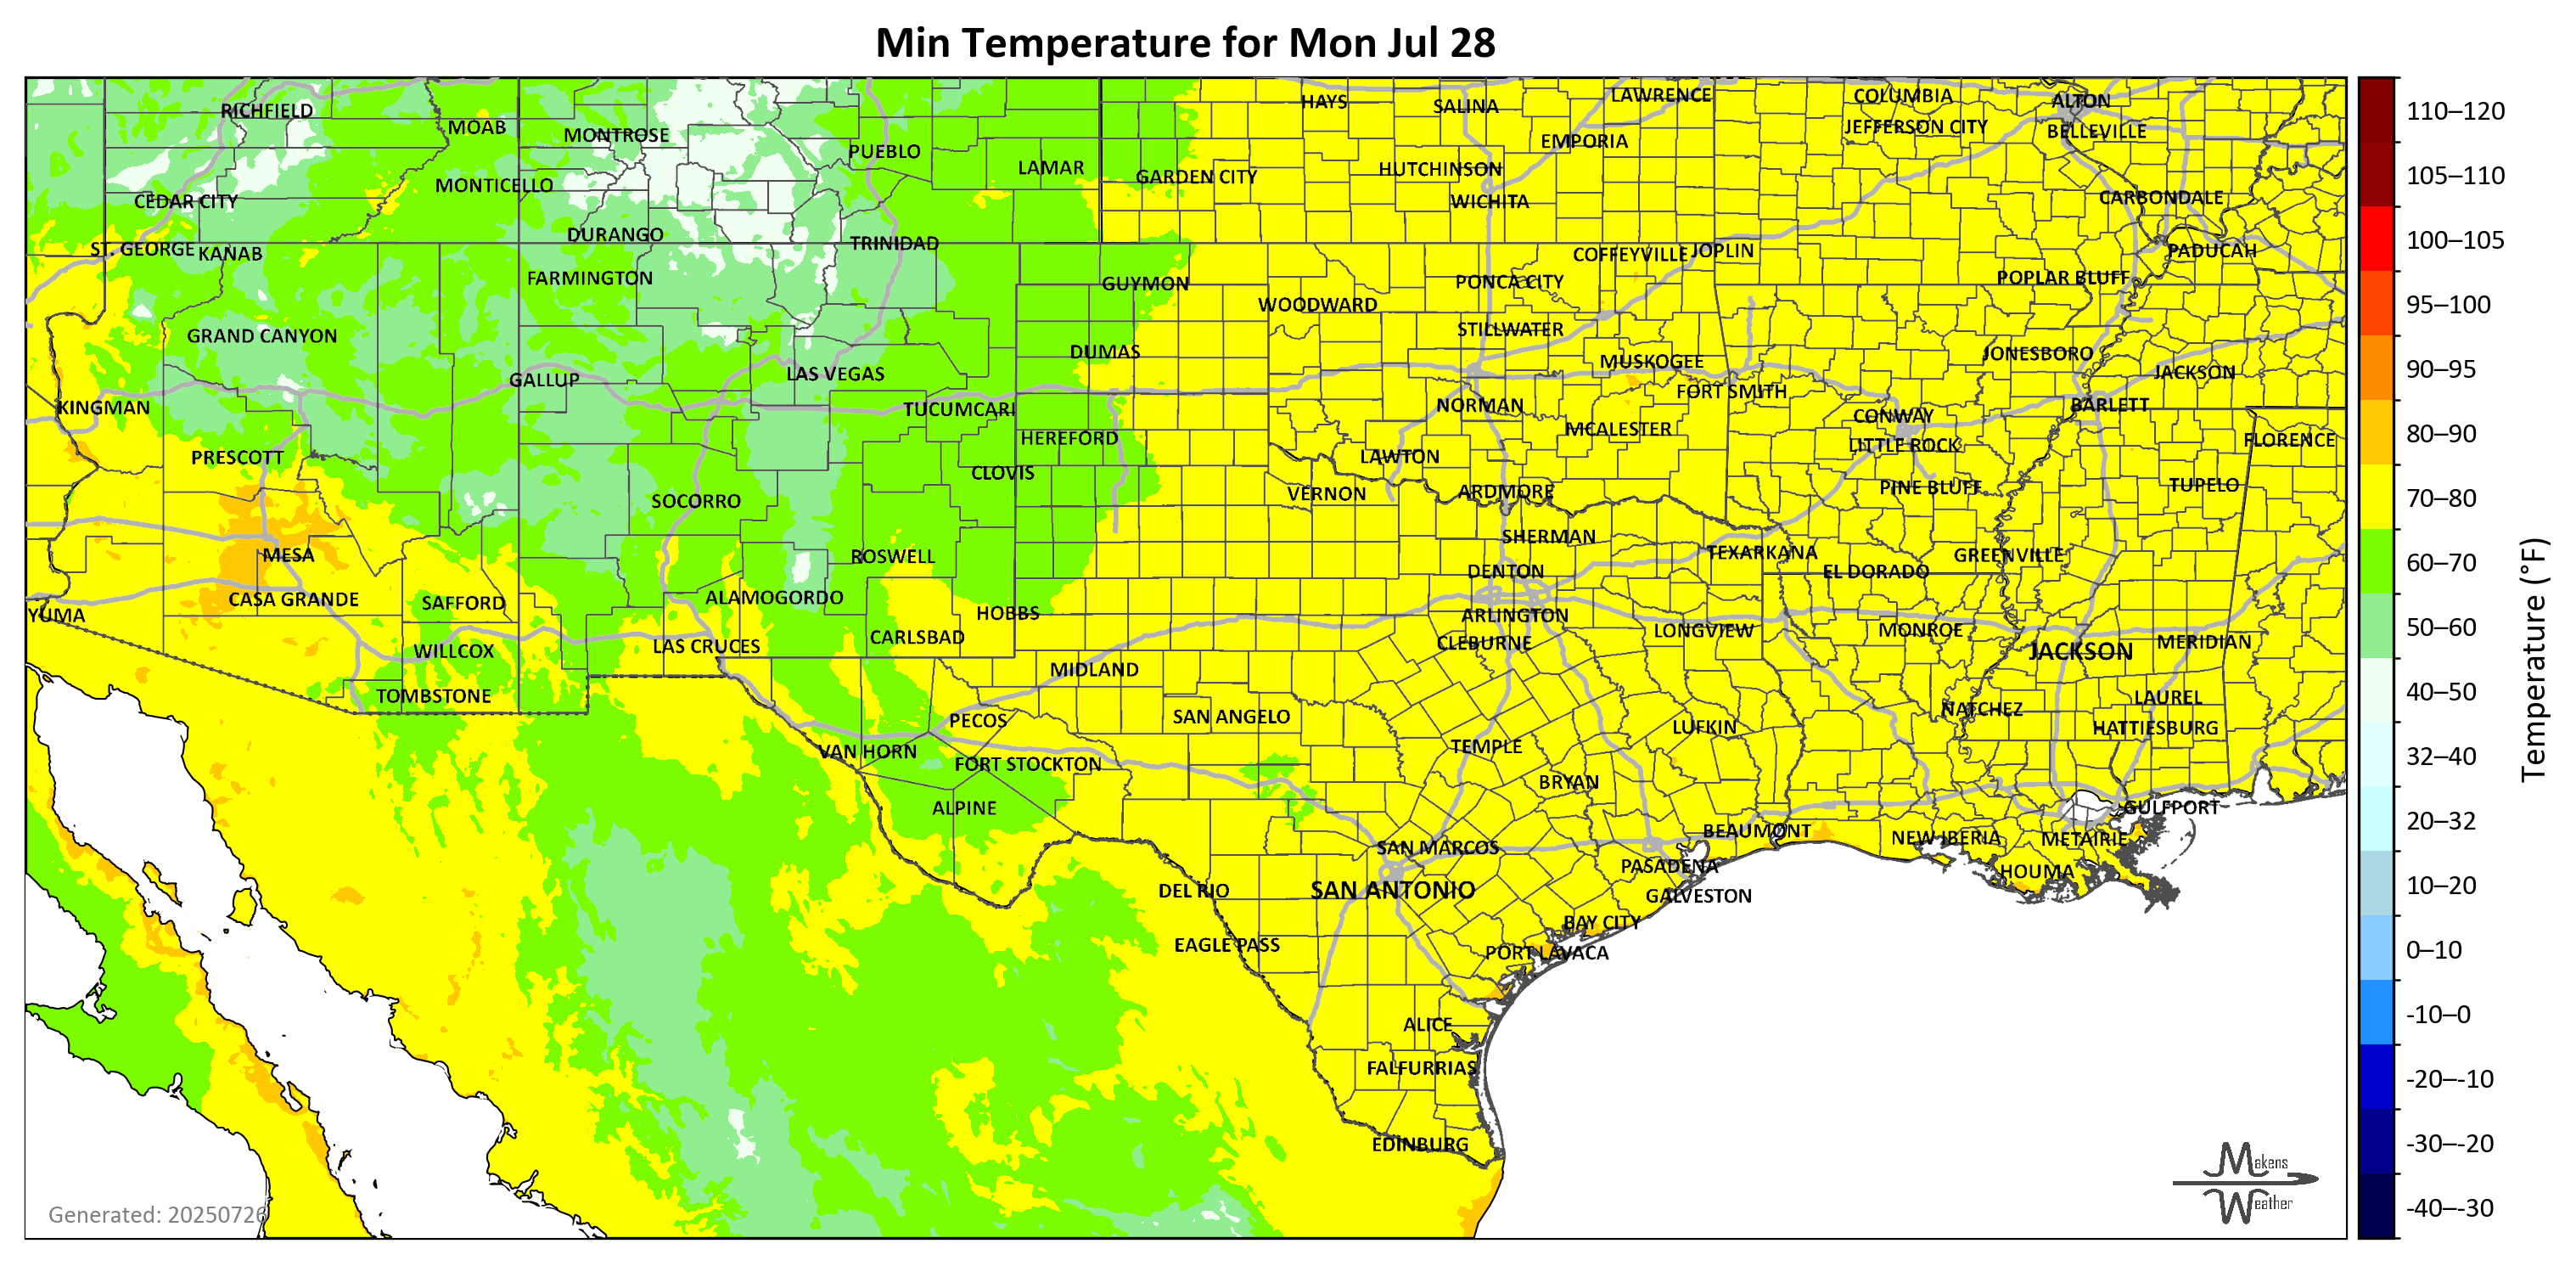 Min Temperature for Mon Jul 28
RICHFIELD
MOAB
MONTROSE
PUEBLO
LAMAR
GARDEN CITY
HAYS
SALINA
LAWRENCE
COLUMBIA
ALTON
JEFFERSON CITY
BELLEVILLE
EMPORIA
HUTCHINSON
WICHITA
CARBONDALE
MONTICELLO
CEDAR CITY
ST. GEORGE
KANAB
DURANGO
TRINIDAD
FARMINGTON
GUYMON
WOODWARD
PONCA CITY
COFFEYVILLE
JOPLIN
POPLAR BLUFF
PADUCAH
GRAND CANYON
DUMAS
STILLWATER
MUSKOGEE
JONESBORO
JACKSON
KINGMAN
GALLUP
LAS VEGAS
TUCUMCARI
NORMAN
FORT SMITH
CONWAY
BARLETT
HEREFORD
MCALESTER
LITTLE ROCK
FLORENCE
PRESCOTT
CLOVIS
LAWTON
VERNON
ARDMORE
PINE BLUFF
TUPELO
SOCORRO
SHERMAN
MESA
ROSWELL
TEXARKANA
GREENVILLE
DENTON
EL DORADO
YUMA
CASA GRANDE
SAFFORD
ALAMOGORDO
HOBBS
ARLINGTON
CLEBURNE
LONGVIEW
MONROE
JACKSON
MERIDIAN
WILLCOX
LAS CRUCES
CARLSBAD
MIDLAND
TOMBSTONE
PECOS
SAN ANGELO
LUFKIN
NATCHEZ
LAUREL
HATTIESBURG
VAN HORN
FORT STOCKTON
TEMPLE
BRYAN
ALPINE
GULFPORT
BEAUMONT
NEW IBERIA
METAIRIE
SAN MARCOS
PASADENA
HOUMA
DEL RIO
SAN ANTONIO
GALVESTON
EAGLE PASS
BAY CITY
PORT LAVACA
ALICE
FALFURRIAS
EDINBURG
Generated: 20250726
Makens
Weather
110–120
105–110
100–105
95–100
90–95
80–90
70–80
60–70
50–60
40–50
32–40
20–32
10–20
0–10
-10–0
-20–-10
-30–-20
-40–-30
Temperature (°F)